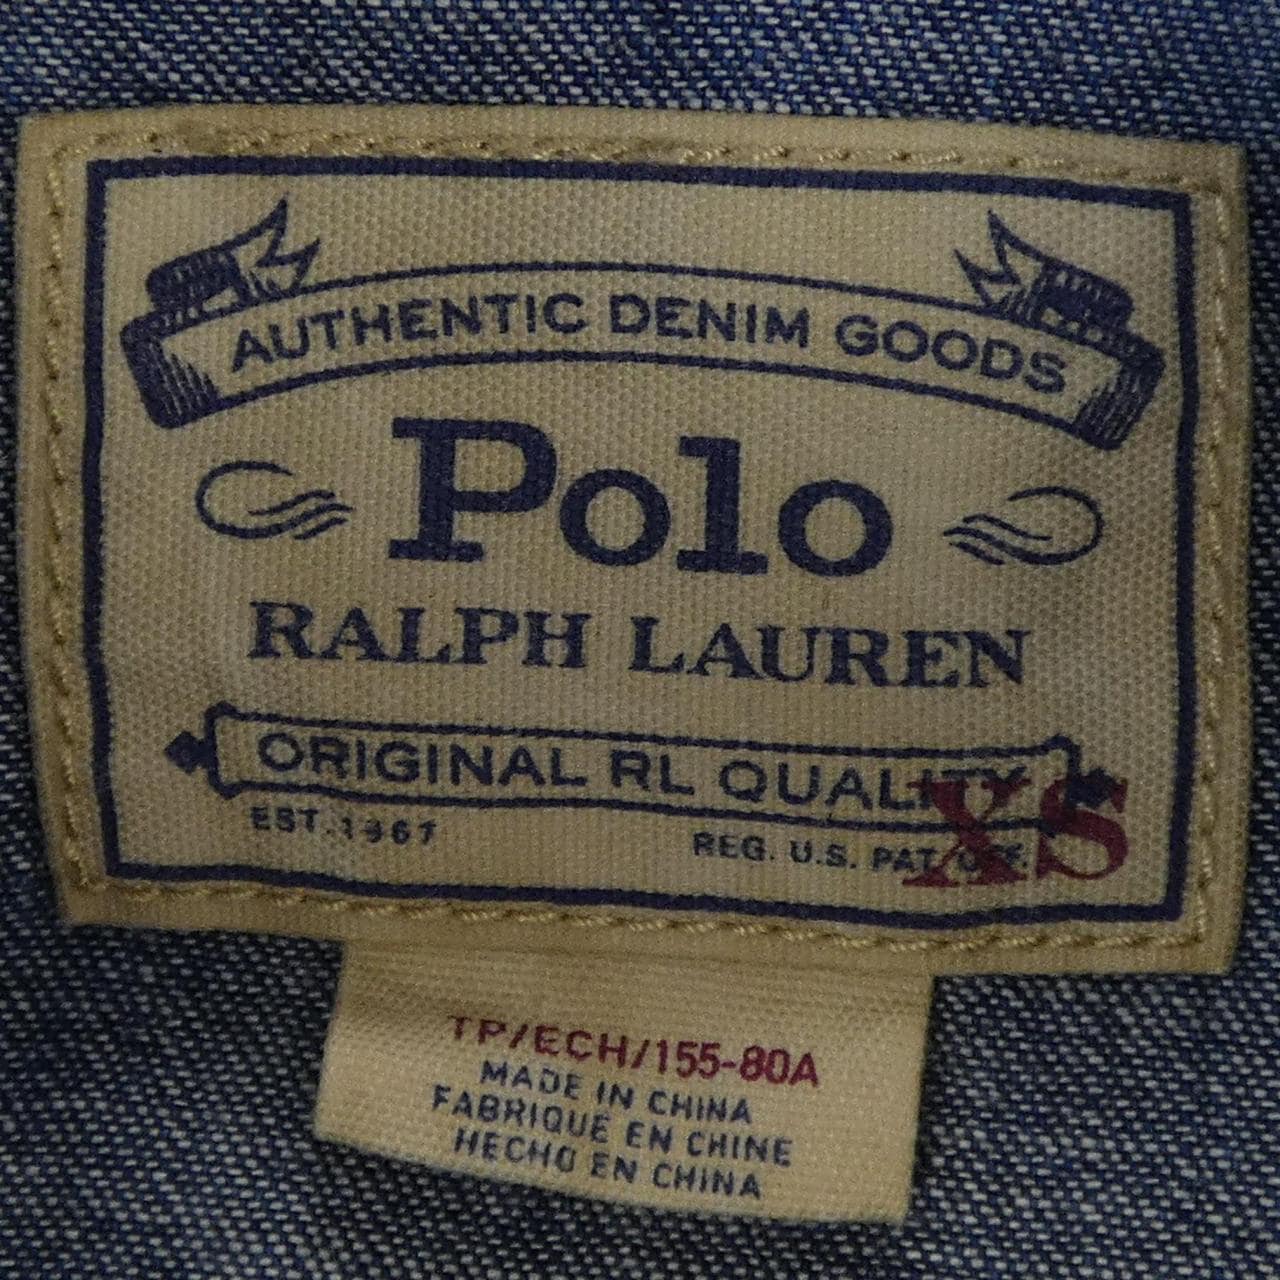 AUTHENTIC DENIM GOODS
Polo
RALPH LAUREN
ORIGINAL RL QUALITY
XS
EST. 1967
REG. U.S. PAT. OFF.
TP/ECH/155-80A
MADE IN CHINA
FABRIQUÉ EN CHINE
HECHO EN CHINA